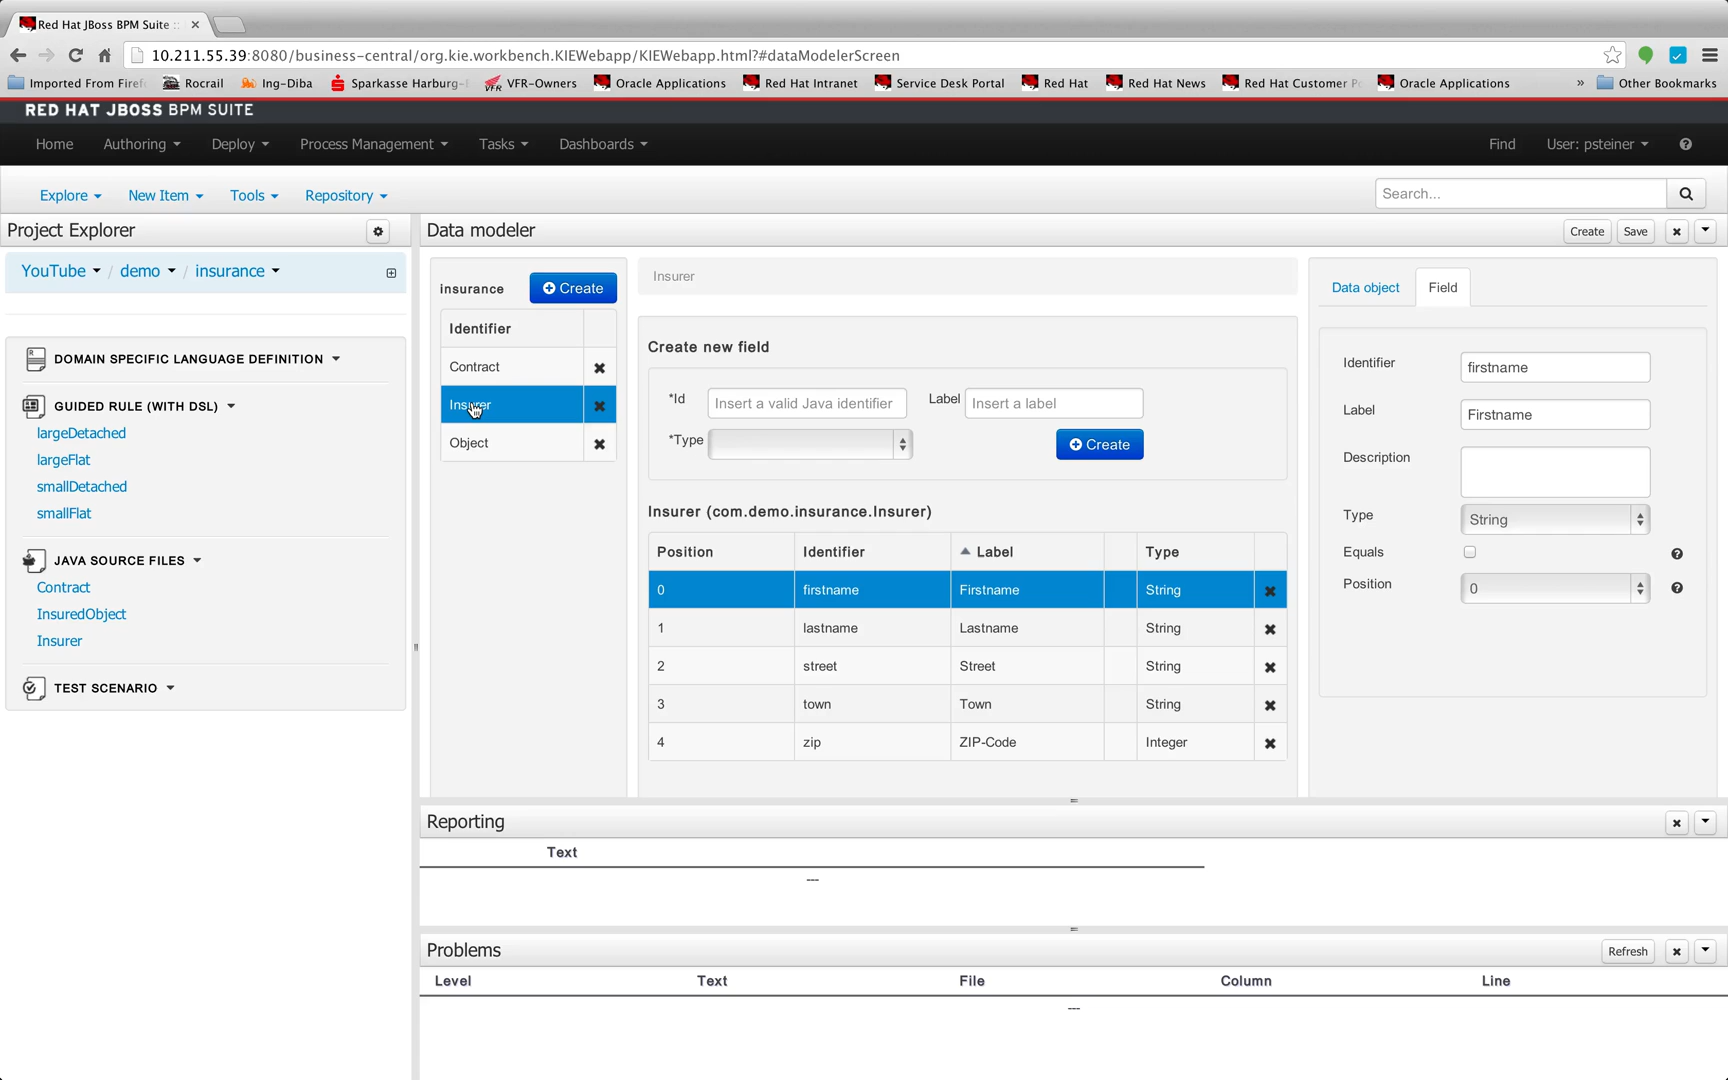 Red Hat JBoss BPM Suite ::
10.211.55.39:8080/business-central/org.kie.workbench.KIEWebapp/KIEWebapp.html?#dataModelerScreen
Imported From Firef Rocrail Ing-Diba Sparkasse Harburg- VFR-Owners Oracle Applications Red Hat Intranet Service Desk Portal Red Hat Red Hat News Red Hat Customer Po Oracle Applications » Other Bookmarks
RED HAT JBOSS BPM SUITE
Home Authoring Deploy Process Management Tasks Dashboards Find User: psteiner
Explore New Item Tools Repository Search...
Project Explorer
YouTube / demo / insurance
DOMAIN SPECIFIC LANGUAGE DEFINITION
GUIDED RULE (WITH DSL)
largeDetached
largeFlat
smallDetached
smallFlat
JAVA SOURCE FILES
Contract
InsuredObject
Insurer
TEST SCENARIO
Data modeler Create Save
insurance Create
Identifier
Contract
Insurer
Object
Insurer
Create new field
*Id Insert a valid Java identifier Label Insert a label
*Type Create
Insurer (com.demo.insurance.Insurer)
Position Identifier Label Type
0 firstname Firstname String
1 lastname Lastname String
2 street Street String
3 town Town String
4 zip ZIP-Code Integer
Data object Field
Identifier firstname
Label Firstname
Description
Type String
Equals
Position 0
Reporting
Text
---
Problems Refresh
Level Text File Column Line
---